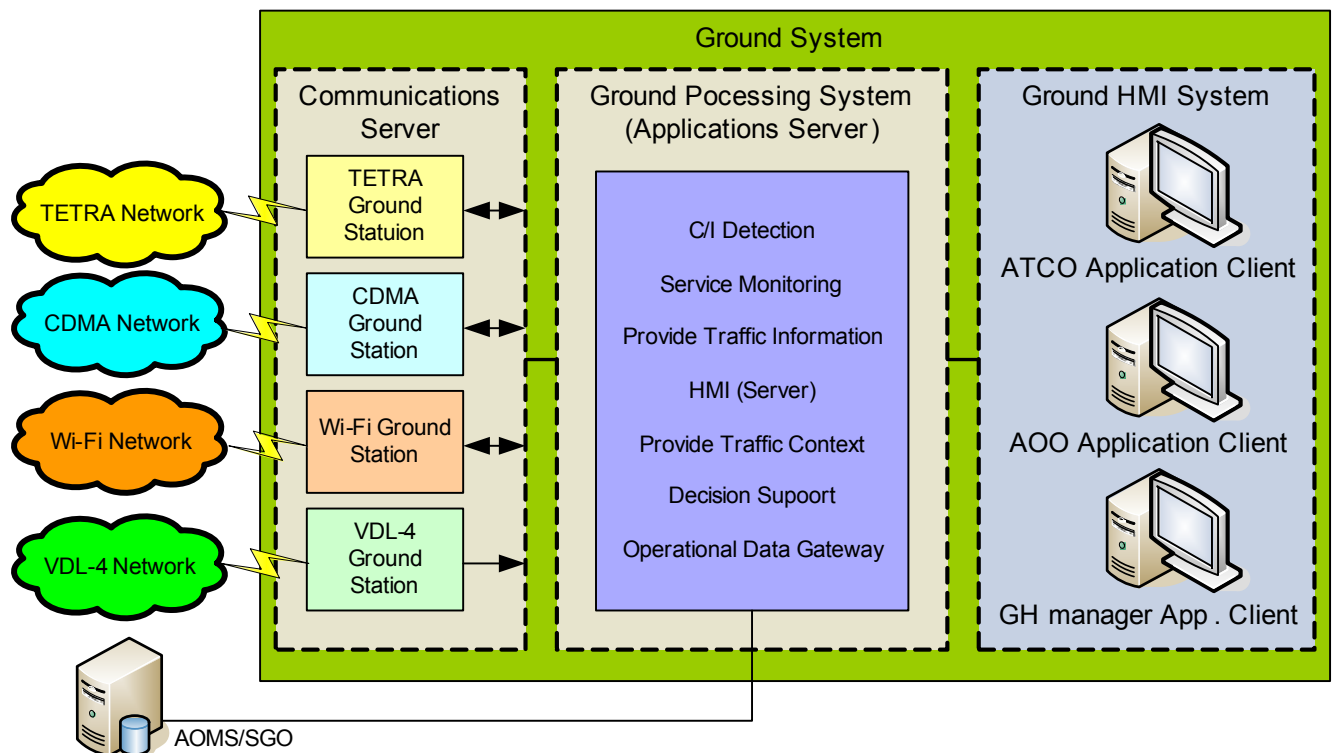 Ground System
Communications
Server
TETRA Network
TETRA
Ground
Statuion
CDMA Network
CDMA
Ground
Station
Wi-Fi Network
Wi-Fi Ground
Station
VDL-4 Network
VDL-4
Ground
Station
Ground Pocessing System
(Applications Server)
C/I Detection
Service Monitoring
Provide Traffic Information
HMI (Server)
Provide Traffic Context
Decision Supoort
Operational Data Gateway
Ground HMI System
ATCO Application Client
AOO Application Client
GH manager App . Client
AOMS/SGO